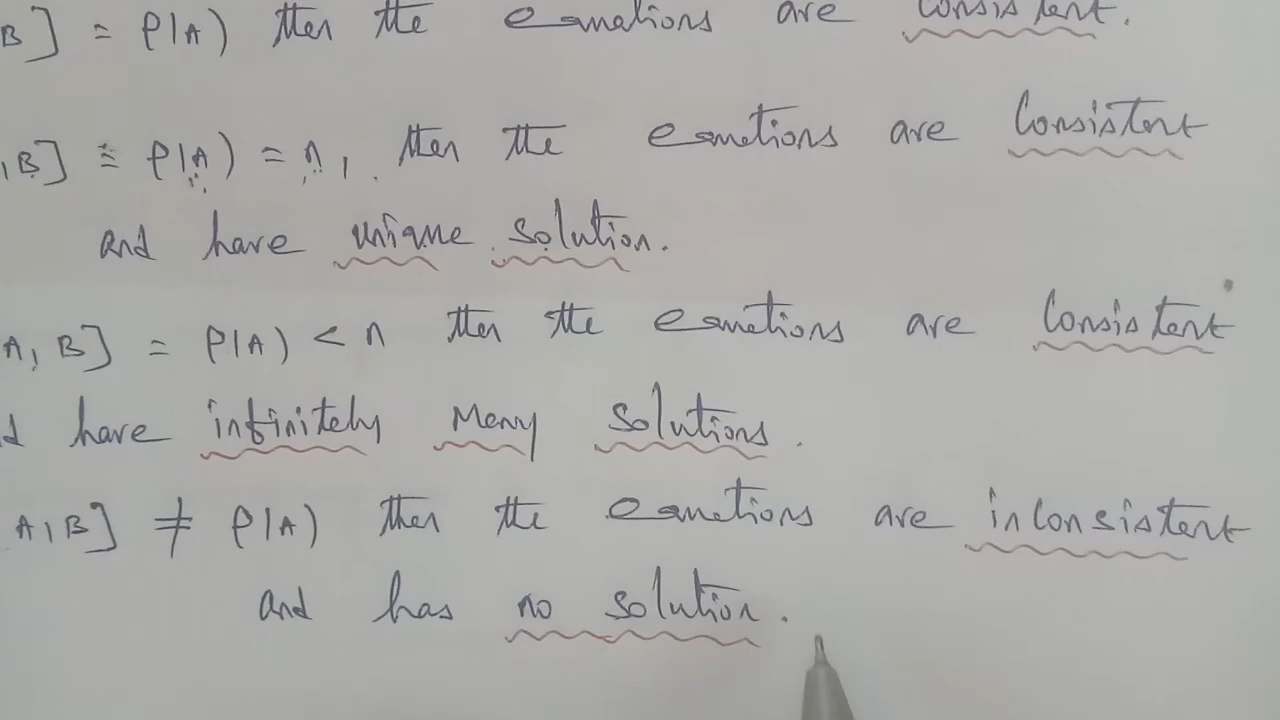 B] = ρ(A) then the equations are consistent.
,B] = ρ(A) = n, then the equations are Consistent
and have unique solution.
A, B] = ρ(A) < n then the equations are Consistent
d have infinitely Many Solutions.
A, B] ≠ ρ(A) then the equations are inconsistent
and has no solution.